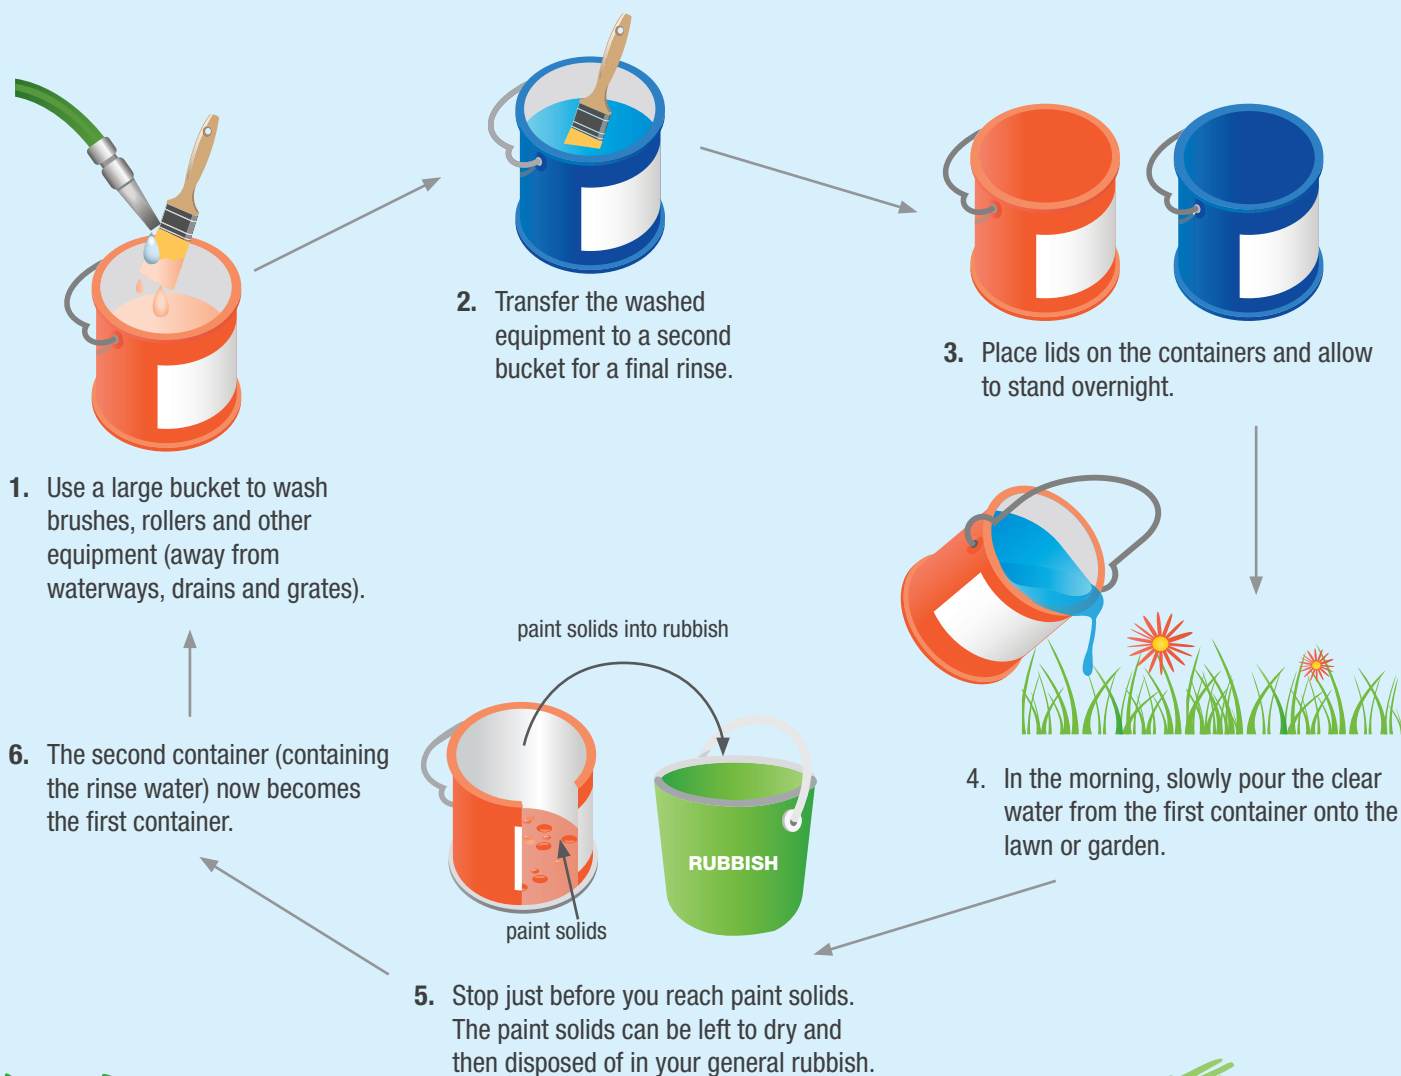 1. Use a large bucket to wash
brushes, rollers and other
equipment (away from
waterways, drains and grates).
2. Transfer the washed
equipment to a second
bucket for a final rinse.
3. Place lids on the containers and allow
to stand overnight.
4. In the morning, slowly pour the clear
water from the first container onto the
lawn or garden.
paint solids into rubbish
RUBBISH
paint solids
5. Stop just before you reach paint solids.
The paint solids can be left to dry and
then disposed of in your general rubbish.
6. The second container (containing
the rinse water) now becomes
the first container.